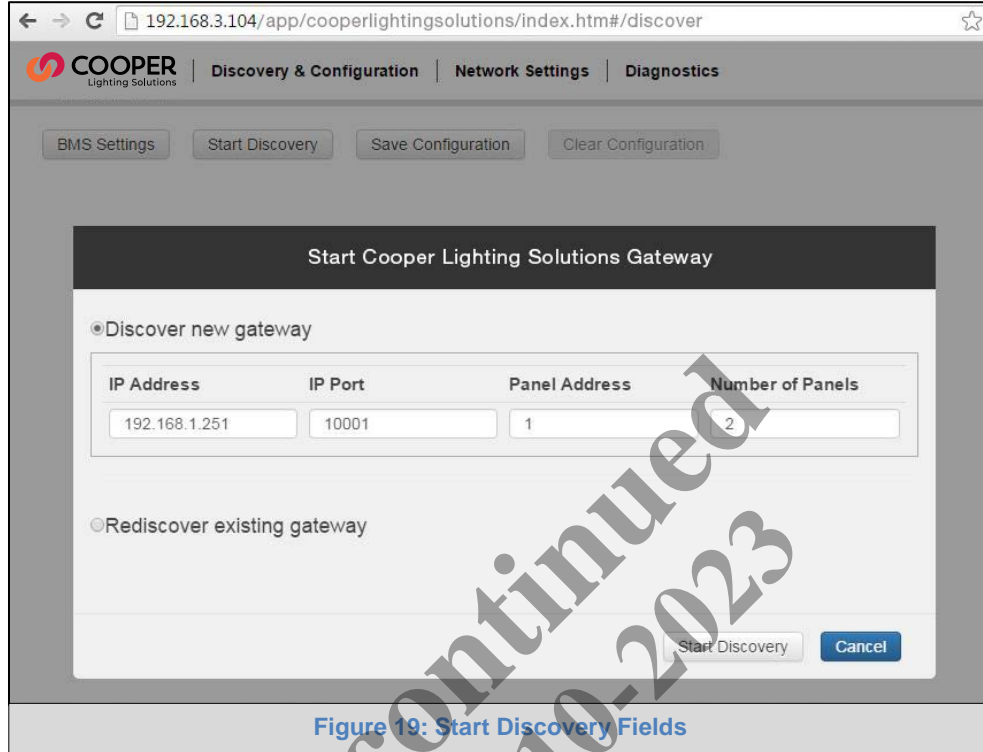 192.168.3.104/app/cooperlightingsolutions/index.htm#/discover
COOPER
Lighting Solutions
Discovery & Configuration
Network Settings
Diagnostics
BMS Settings
Start Discovery
Save Configuration
Clear Configuration
Start Cooper Lighting Solutions Gateway
Discover new gateway
IP Address
IP Port
Panel Address
Number of Panels
192.168.1.251
10001
1
2
Rediscover existing gateway
Start Discovery
Cancel
Figure 19: Start Discovery Fields